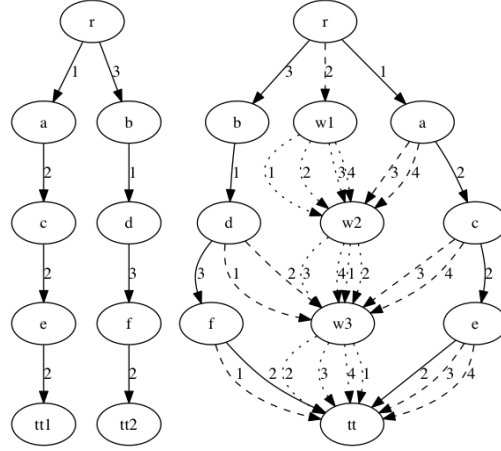 r r
1 3 3 2 1
a b b w1 a
2 1 1 1 2 3 4 3 4 2
c d d w2 c
2 3 3 1 2 3 4 1 2 3 4 2
e f f w3 e
2 2 1 2 2 3 4 1 2 3 4
tt1 tt2 tt